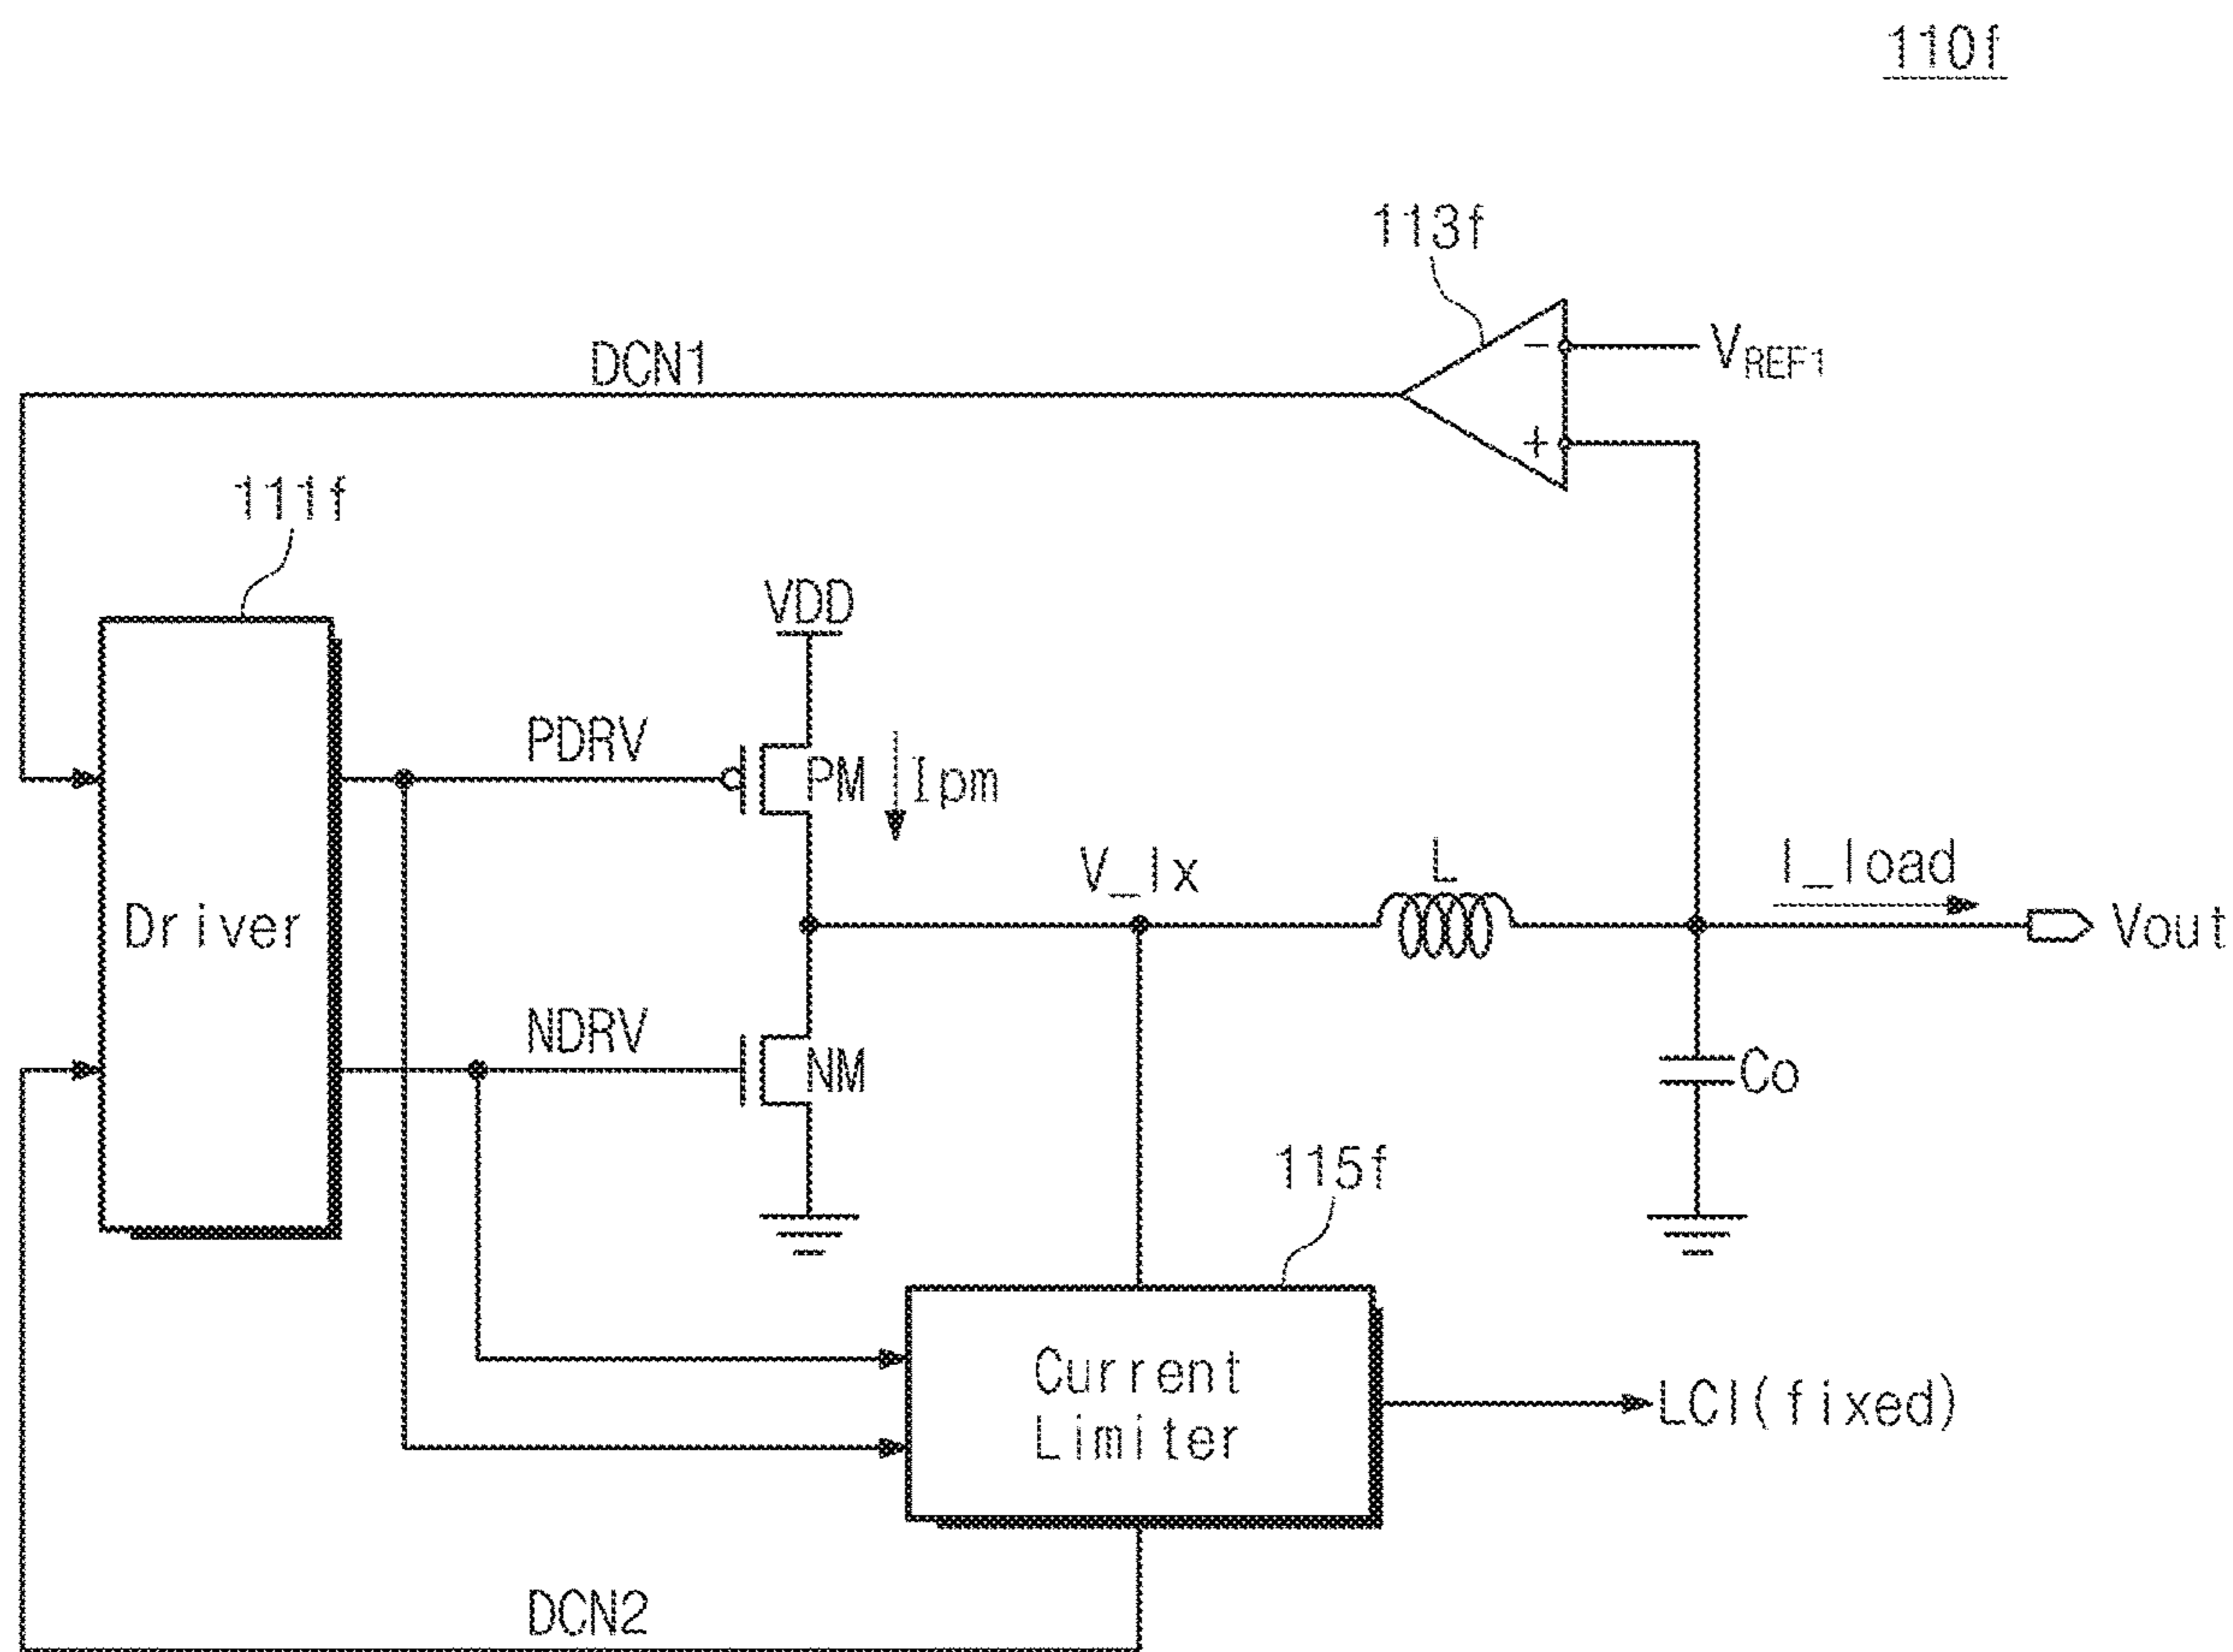 110f
113f
DCN1
−
VREF1
+
111f
VDD
PDRV
PM
Ipm
V_lx
L
I_load
Driver
Vout
NDRV
NM
Co
115f
Current
Limiter
LCI(fixed)
DCN2